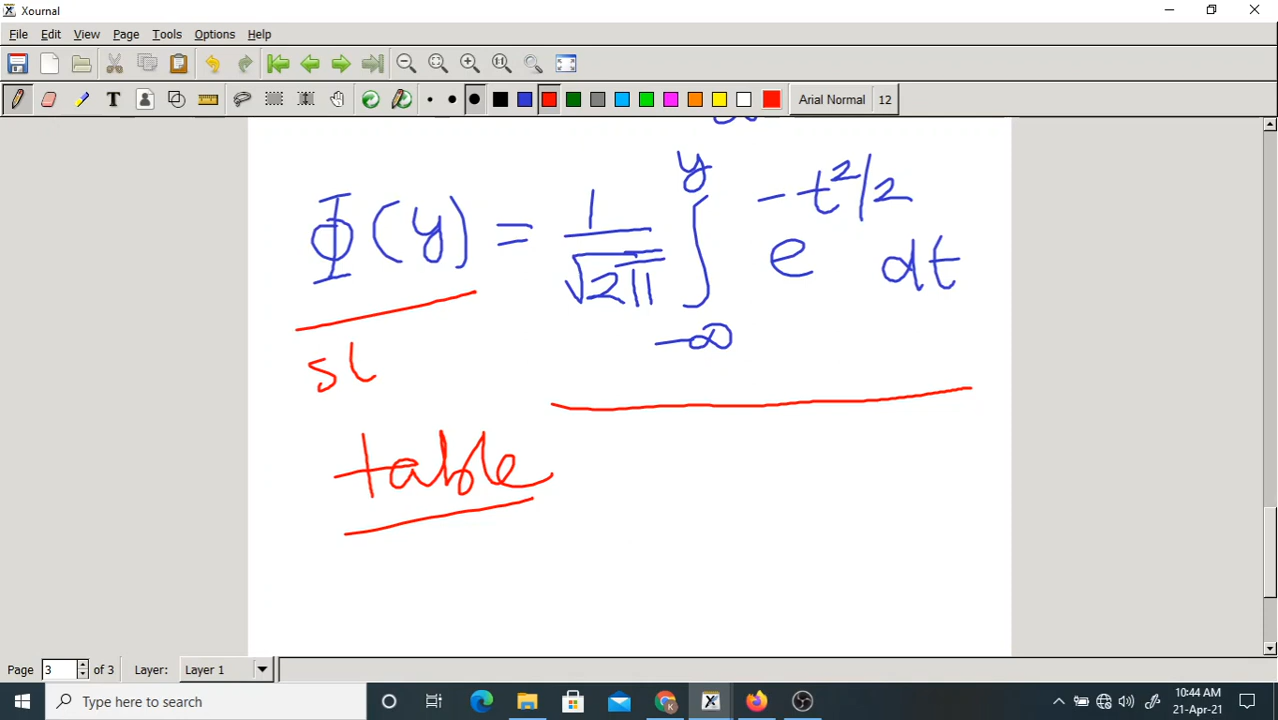 Xournal
File Edit View Page Tools Options Help
Arial Normal 12
Φ(y) = 1/√2π ∫ y -∞ e -t²/2 dt
table
Page 3 of 3 Layer: Layer 1
Type here to search
10:44 AM
21-Apr-21